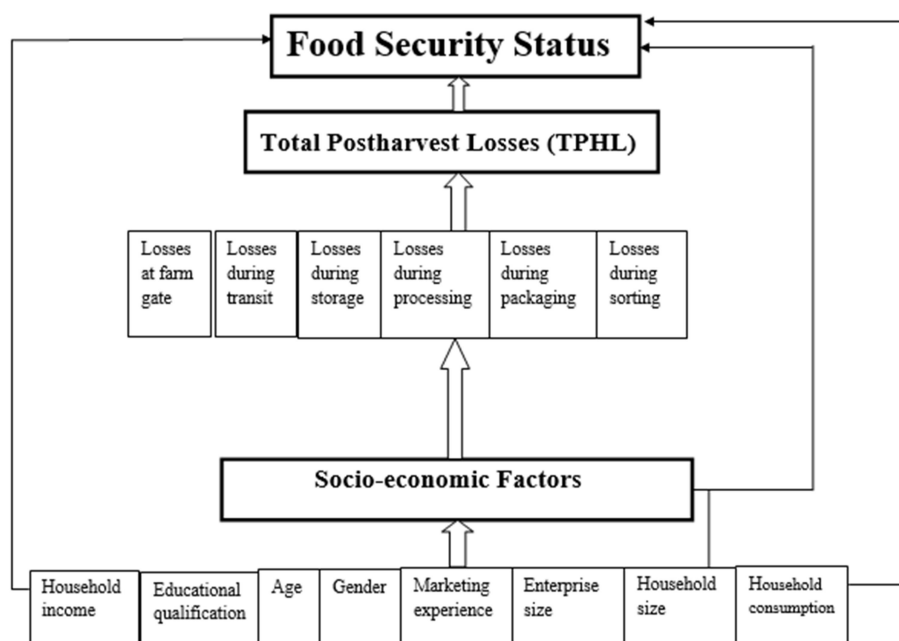 Food Security Status
Total Postharvest Losses (TPHL)
Losses
at farm
gate
Losses
during
transit
Losses
during
storage
Losses
during
processing
Losses
during
packaging
Losses
during
sorting
Socio-economic Factors
Household
income
Educational
qualification
Age
Gender
Marketing
experience
Enterprise
size
Household
size
Household
consumption